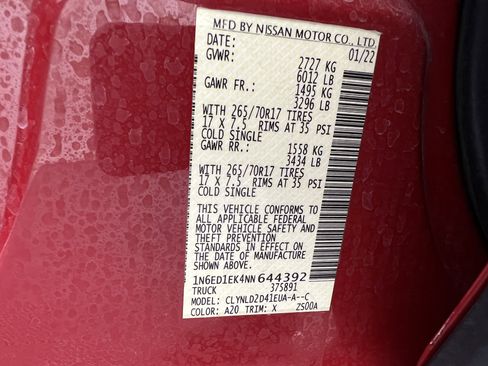 MFD BY NISSAN MOTOR CO., LTD.
DATE: 01/22
GVWR: 2727 KG
6012 LB
GAWR FR.: 1495 KG
3296 LB
WITH 265/70R17 TIRES
17 X 7.5 RIMS AT 35 PSI
COLD SINGLE
GAWR RR.: 1558 KG
3434 LB
WITH 265/70R17 TIRES
17 X 7.5 RIMS AT 35 PSI
COLD SINGLE
THIS VEHICLE CONFORMS TO
ALL APPLICABLE FEDERAL
MOTOR VEHICLE SAFETY AND
THEFT PREVENTION
STANDARDS IN EFFECT ON
THE DATE OF MANUFACTURE
SHOWN ABOVE.
1N6ED1EK4NN644392
TRUCK 375891
MODEL: CLYNLD2D41EUA-A--C
COLOR: A20 TRIM: X ZS00A